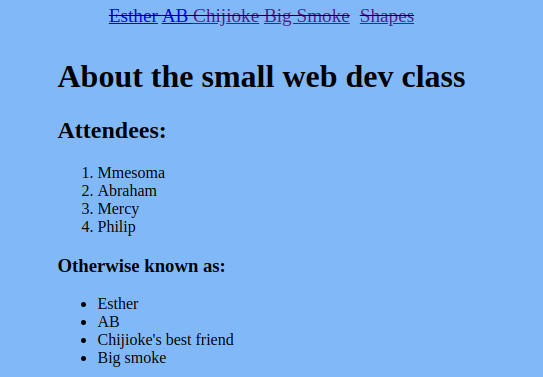 Esther AB Chijioke Big Smoke Shapes
About the small web dev class
Attendees:
1. Mmesoma
2. Abraham
3. Mercy
4. Philip
Otherwise known as:
• Esther
• AB
• Chijioke's best friend
• Big smoke